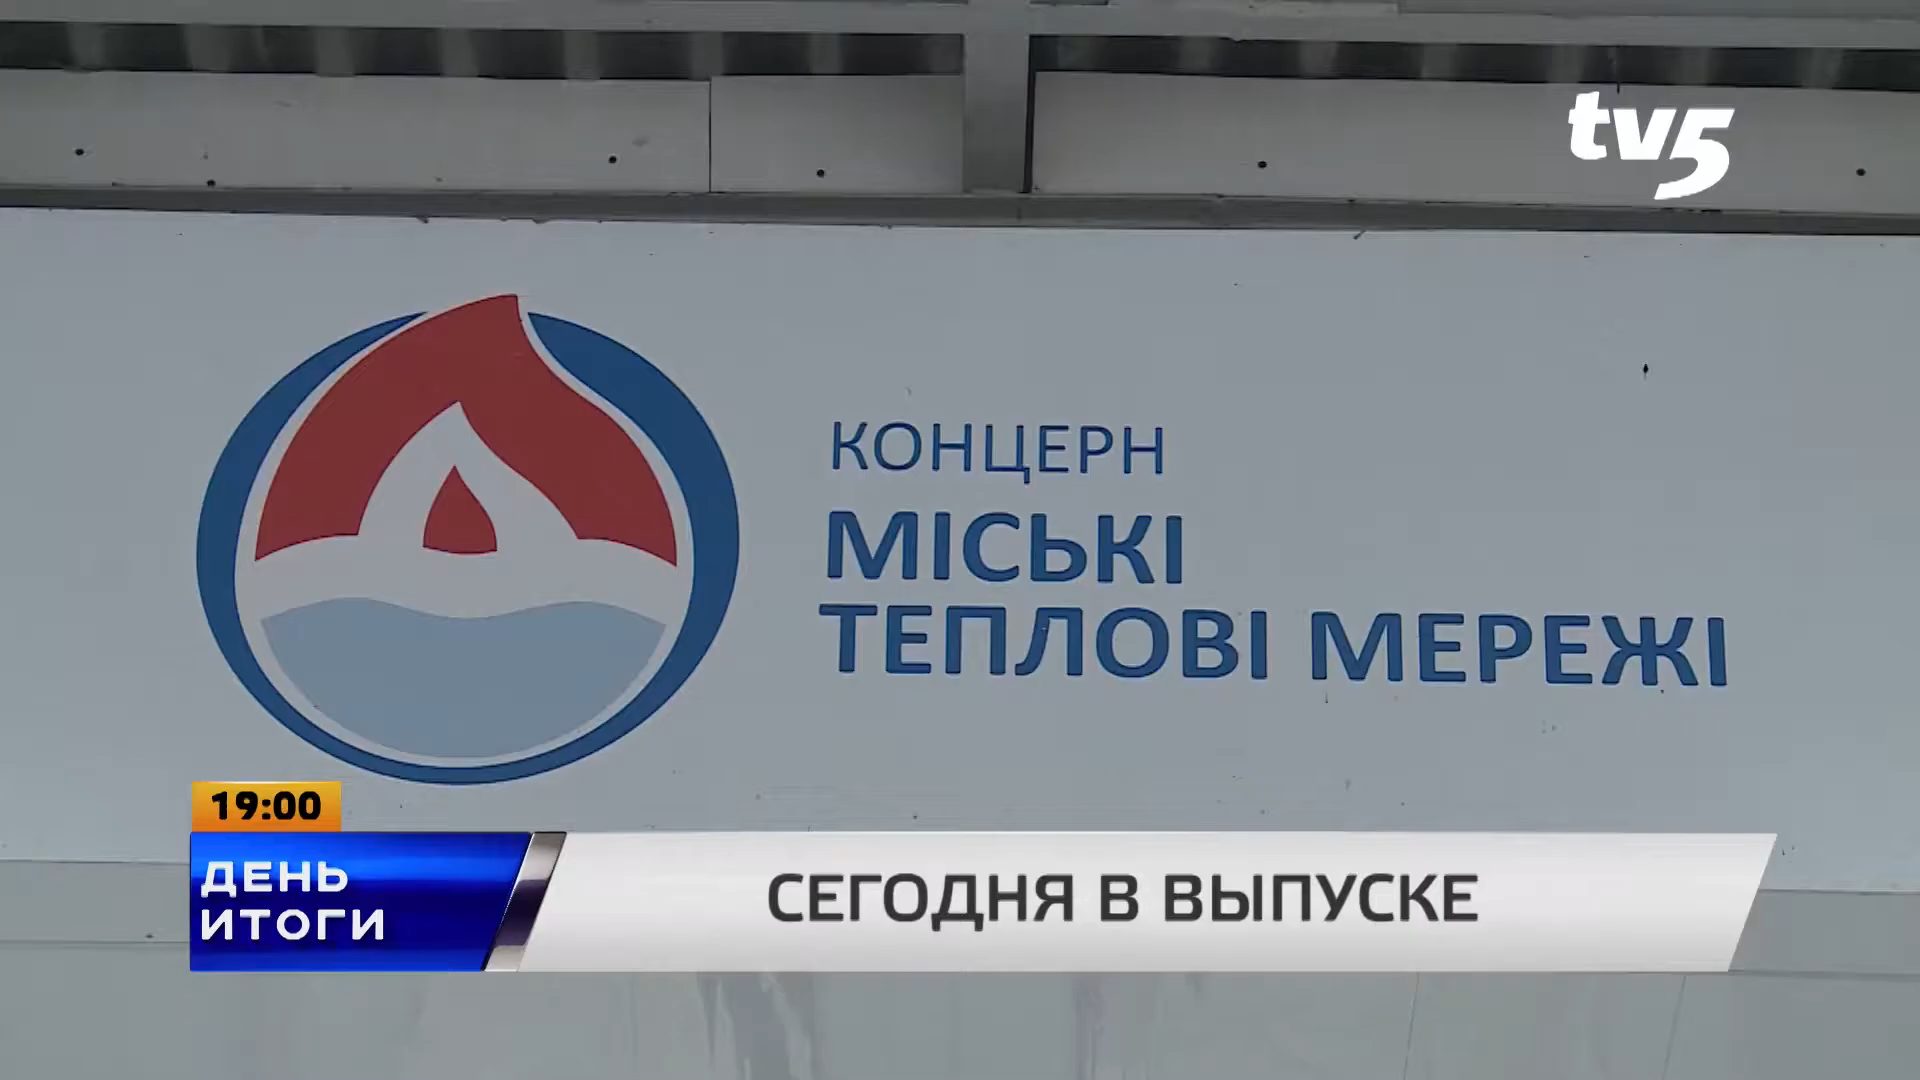 tv5
КОНЦЕРН
МІСЬКІ
ТЕПЛОВІ МЕРЕЖІ
19:00
ДЕНЬ
ИТОГИ
СЕГОДНЯ В ВЫПУСКЕ